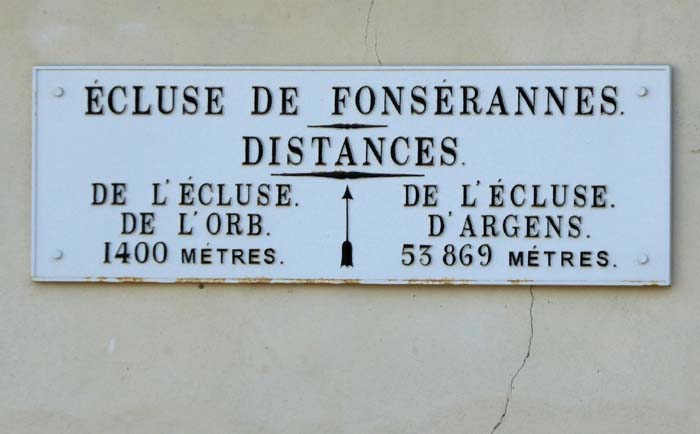 ÉCLUSE DE FONSÉRANNES.
DISTANCES.
DE L'ÉCLUSE.
DE L'ORB.
1400 MÉTRES.
DE L'ÉCLUSE.
D'ARGENS.
53 869 MÉTRES.